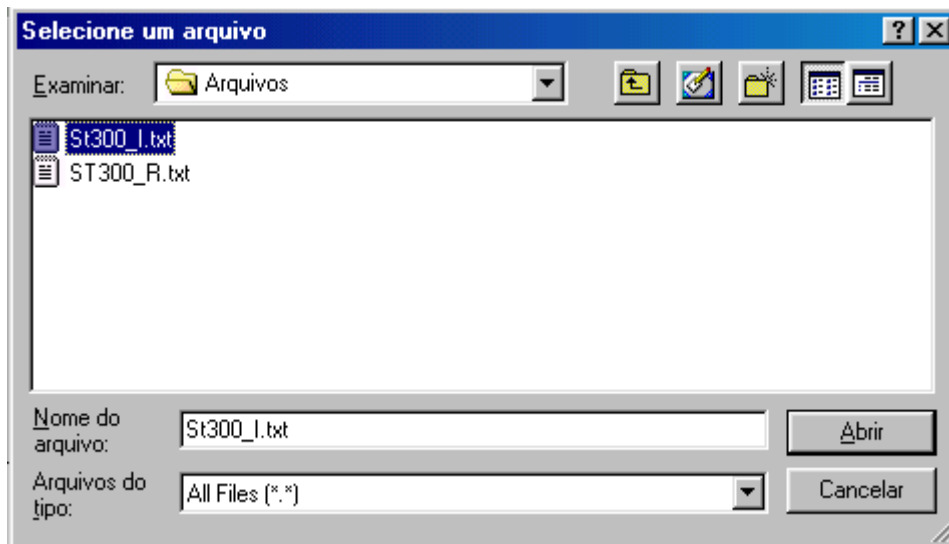 Selecione um arquivo
Examinar: Arquivos
St300_I.txt
ST300_R.txt
Nome do
arquivo:
St300_I.txt
Abrir
Arquivos do
tipo:
All Files (*.*)
Cancelar